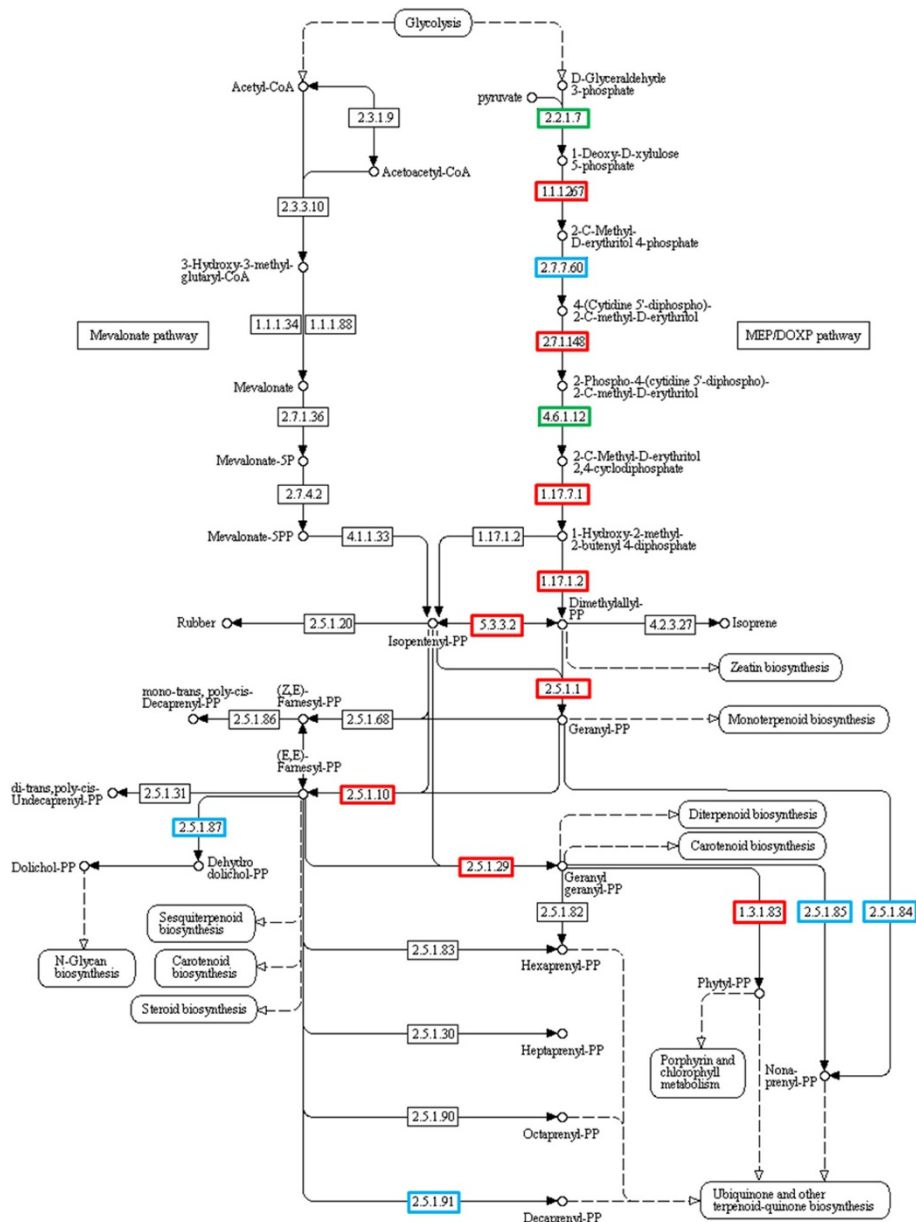 Glycolysis
Acetyl-CoA
D-Glyceraldehyde
3-phosphate
pyruvate
2.3.1.9
2.2.1.7
Acetoacetyl-CoA
1-Deoxy-D-xylulose
5-phosphate
2.3.3.10
1.1.1.267
2-C-Methyl-
D-erythritol 4-phosphate
3-Hydroxy-3-methyl-
glutaryl-CoA
2.7.7.60
4-(Cytidine 5'-diphospho)-
2-C-methyl-D-erythritol
1.1.1.34
1.1.1.88
Mevalonate pathway
2.7.1.148
MEP/DOXP pathway
Mevalonate
2-Phospho-4-(cytidine 5'-diphospho)-
2-C-methyl-D-erythritol
2.7.1.36
4.6.1.12
Mevalonate-5P
2-C-Methyl-D-erythritol
2,4-cyclodiphosphate
2.7.4.2
1.17.7.1
Mevalonate-5PP
4.1.1.33
1.17.1.2
1-Hydroxy-2-methyl-
2-butenyl 4-diphosphate
1.17.1.2
Dimethylallyl-
PP
Rubber
2.5.1.20
Isopentenyl-PP
5.3.3.2
4.2.3.27
Isoprene
Zeatin biosynthesis
2.5.1.1
mono-trans, poly-cis-
Decaprenyl-PP
2.5.1.86
(Z,E)-
Farnesyl-PP
2.5.1.68
Geranyl-PP
Monoterpenoid biosynthesis
(E,E)-
Farnesyl-PP
di-trans,poly-cis-
Undecaprenyl-PP
2.5.1.31
2.5.1.10
2.5.1.87
Diterpenoid biosynthesis
Carotenoid biosynthesis
Dolichol-PP
Dehydro
dolichol-PP
2.5.1.29
Geranyl
geranyl-PP
Sesquiterpenoid
biosynthesis
2.5.1.82
1.3.1.83
2.5.1.85
2.5.1.84
N-Glycan
biosynthesis
Carotenoid
biosynthesis
2.5.1.83
Hexaprenyl-PP
Steroid biosynthesis
Phytyl-PP
2.5.1.30
Heptaprenyl-PP
Porphyrin and
chlorophyll
metabolism
Nona-
prenyl-PP
2.5.1.90
Octaprenyl-PP
2.5.1.91
Decaprenyl-PP
Ubiquinone and other
terpenoid-quinone biosynthesis